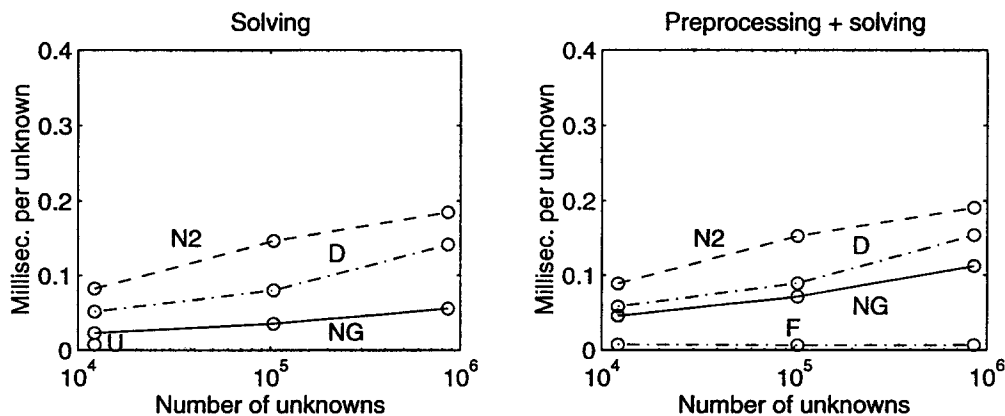 Solving
0.4
0.3
0.2
0.1
0
Millisec. per unknown
N2
D
NG
U
10^4
10^5
10^6
Number of unknowns
Preprocessing + solving
0.4
0.3
0.2
0.1
0
Millisec. per unknown
N2
D
NG
F
10^4
10^5
10^6
Number of unknowns